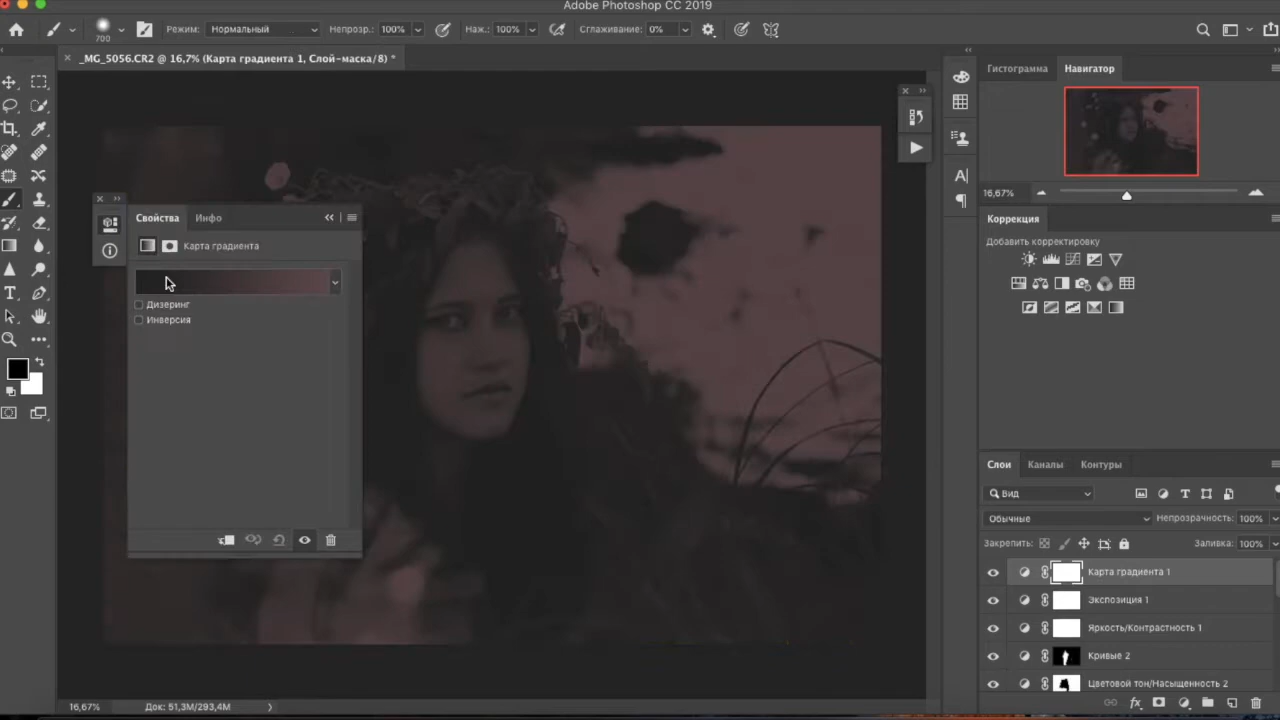 Adobe Photoshop CC 2019
700
Режим: Нормальный
Непрозр.: 100%
Наж.: 100%
Сглаживание: 0%
× _MG_5056.CR2 @ 16,7% (Карта градиента 1, Слой-маска/8) *
Гистограмма Навигатор
16,67%
Свойства Инфо
Карта градиента
Дизеринг
Инверсия
Коррекция
Добавить корректировку
Слои Каналы Контуры
Вид
Обычные Непрозрачность: 100%
Закрепить: Заливка: 100%
Карта градиента 1
Экспозиция 1
Яркость/Контрастность 1
Кривые 2
Цветовой тон/Насыщенность 2
16,67% Док: 51,3M/293,4M